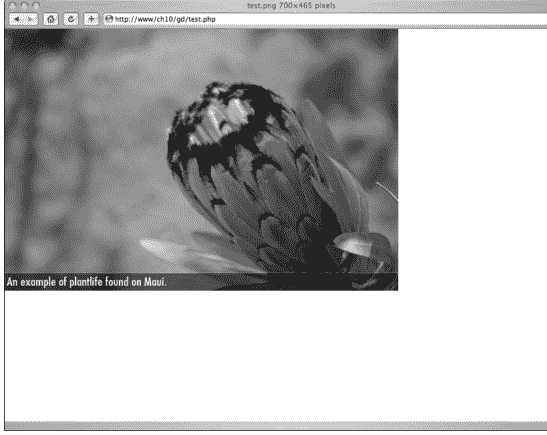 test.png 700×465 pixels
http://www/ch10/gd/test.php
An example of plantlife found on Maui.